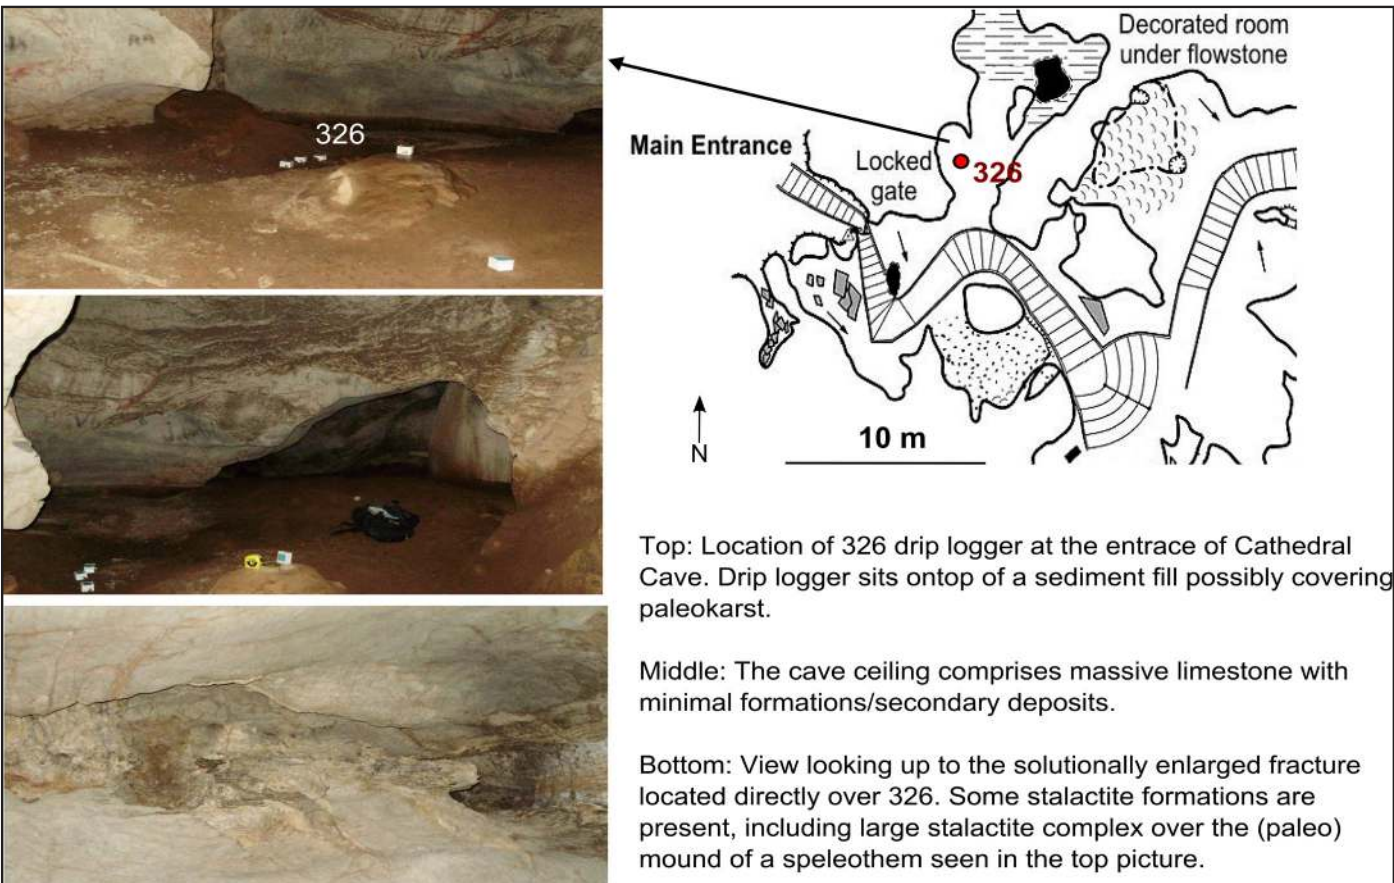 326
Decorated room
under flowstone
Main Entrance
Locked
gate
326
N
10 m
Top: Location of 326 drip logger at the entrace of Cathedral
Cave. Drip logger sits ontop of a sediment fill possibly covering
paleokarst.
Middle: The cave ceiling comprises massive limestone with
minimal formations/secondary deposits.
Bottom: View looking up to the solutionally enlarged fracture
located directly over 326. Some stalactite formations are
present, including large stalactite complex over the (paleo)
mound of a speleothem seen in the top picture.